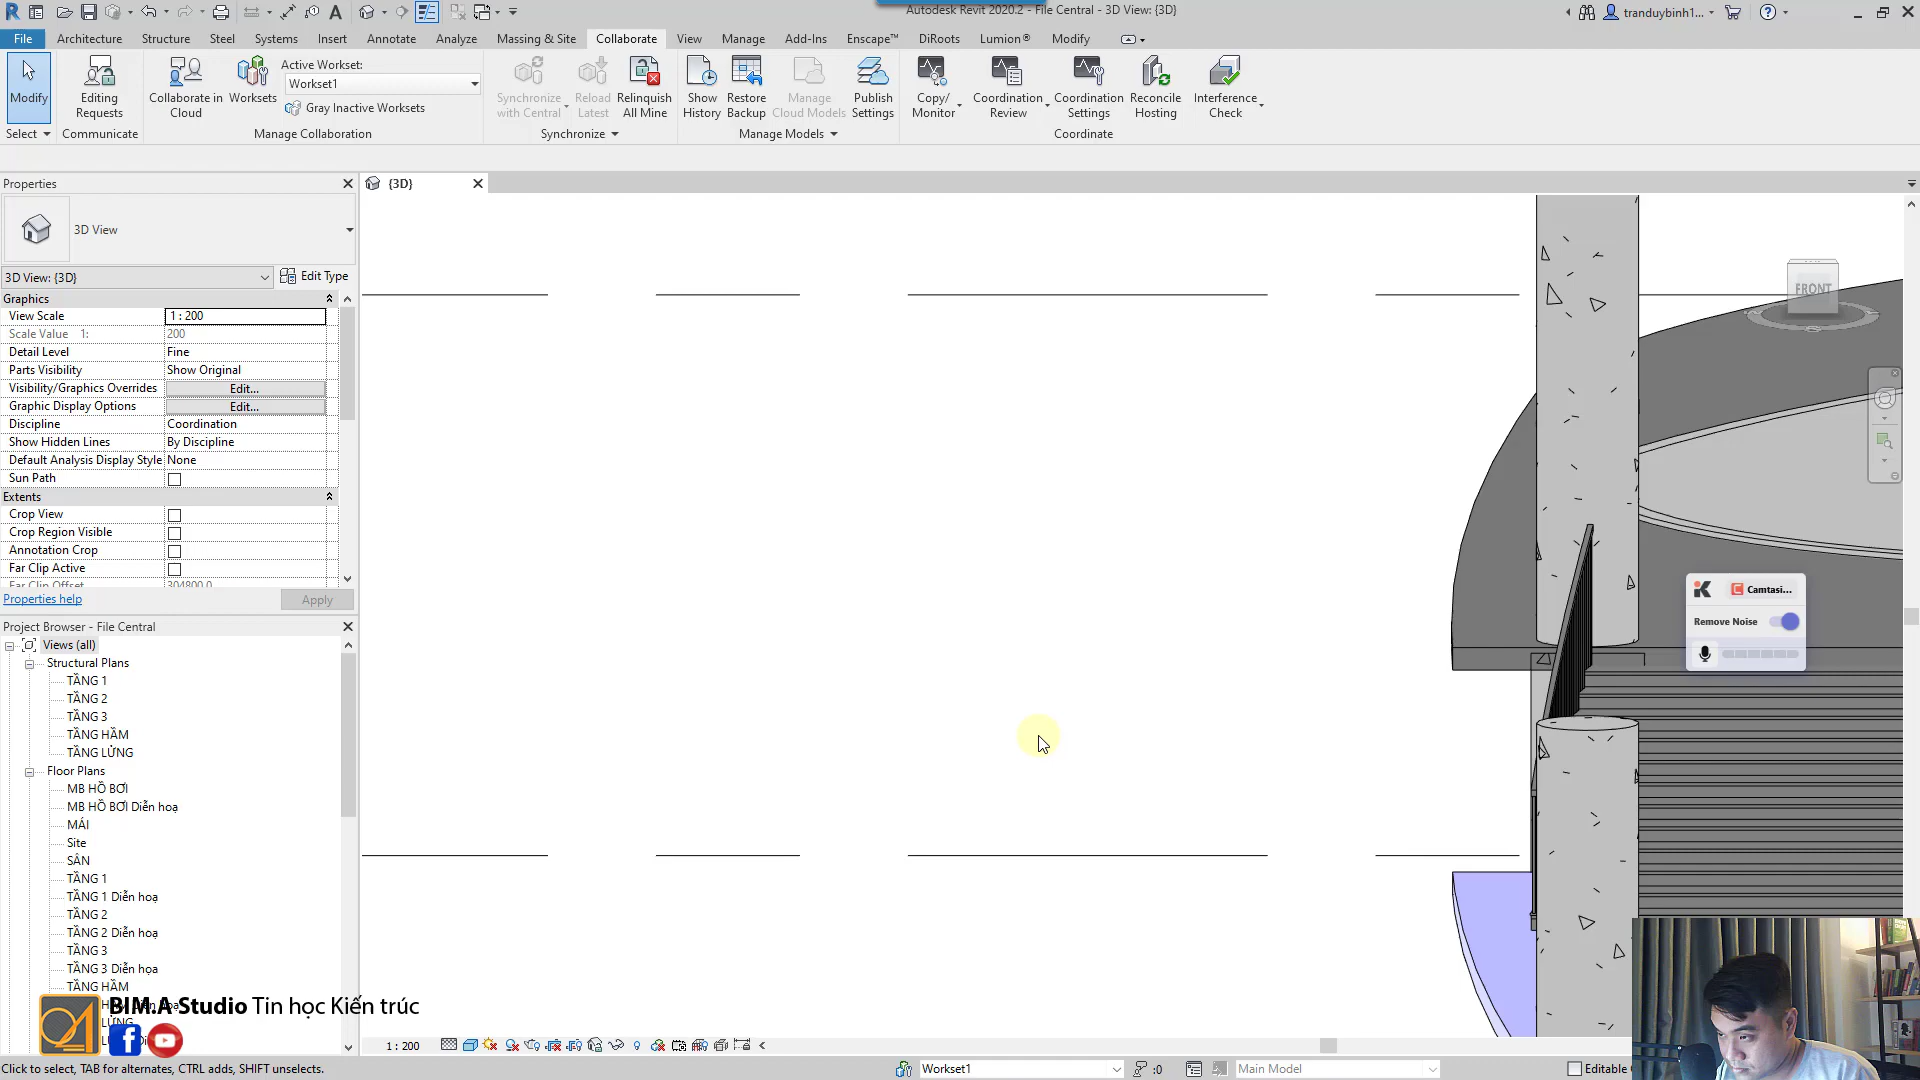 Autodesk Revit 2020.2 - File Central - 3D View: {3D}
tranduybinh1...
File Architecture Structure Steel Systems Insert Annotate Analyze Massing & Site Collaborate View Manage Add-Ins Enscape™ DiRoots Lumion® Modify
Modify
Select
Editing Requests
Communicate
Collaborate in Cloud
Worksets
Active Workset:
Workset1
Gray Inactive Worksets
Manage Collaboration
Synchronize with Central
Reload Latest
Relinquish All Mine
Synchronize
Show History
Restore Backup
Manage Cloud Models
Publish Settings
Manage Models
Copy/ Monitor
Coordination Review
Coordination Settings
Reconcile Hosting
Interference Check
Coordinate
Properties
{3D}
3D View
3D View: {3D}
Edit Type
Graphics
View Scale 1 : 200
Scale Value 1: 200
Detail Level Fine
Parts Visibility Show Original
Visibility/Graphics Overrides Edit...
Graphic Display Options Edit...
Discipline Coordination
Show Hidden Lines By Discipline
Default Analysis Display Style None
Sun Path
Extents
Crop View
Crop Region Visible
Annotation Crop
Far Clip Active
Far Clip Offset 304800.0
Properties help
Apply
Project Browser - File Central
Views (all)
Structural Plans
TẦNG 1
TẦNG 2
TẦNG 3
TẦNG HẦM
TẦNG LỬNG
Floor Plans
MB HỒ BƠI
MB HỒ BƠI Diễn hoạ
MÁI
Site
SÂN
TẦNG 1
TẦNG 1 Diễn hoạ
TẦNG 2
TẦNG 2 Diễn hoạ
TẦNG 3
TẦNG 3 Diễn họa
TẦNG HẦM
BIM.A Studio Tin học Kiến trúc
FRONT
Camtasi...
Remove Noise
1 : 200
Click to select, TAB for alternates, CTRL adds, SHIFT unselects.
Workset1
:0
Main Model
Editable